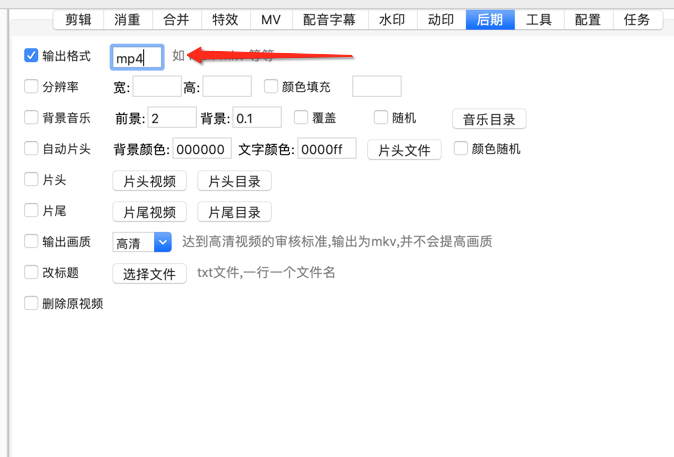 剪辑 消重 合并 特效 MV 配音字幕 水印 动印 后期 工具 配置 任务
输出格式 mp4 如 等等
分辨率 宽: 高: 颜色填充
背景音乐 前景: 2 背景: 0.1 覆盖 随机 音乐目录
自动片头 背景颜色: 000000 文字颜色: 0000ff 片头文件 颜色随机
片头 片头视频 片头目录
片尾 片尾视频 片尾目录
输出画质 高清 达到高清视频的审核标准,输出为mkv,并不会提高画质
改标题 选择文件 txt文件,一行一个文件名
删除原视频